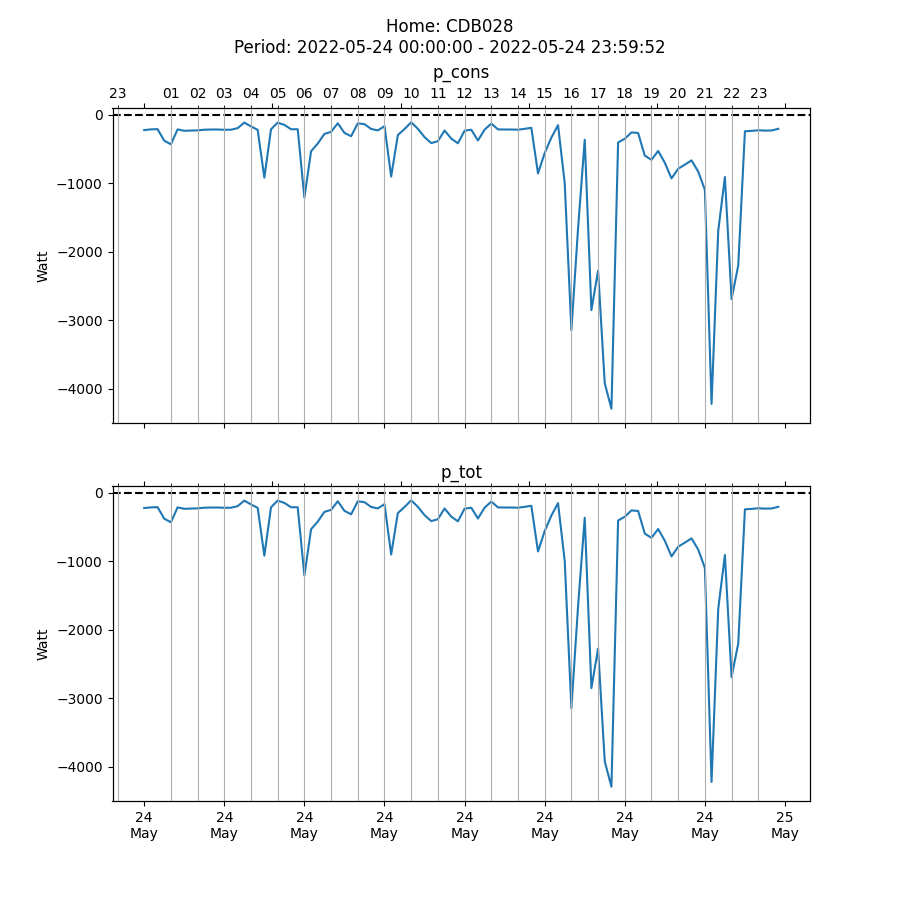 Home: CDB028
Period: 2022-05-24 00:00:00 - 2022-05-24 23:59:52
p_cons
23 01 02 03 04 05 06 07 08 09 10 11 12 13 14 15 16 17 18 19 20 21 22 23
0
−1000
−2000
−3000
−4000
Watt
p_tot
0
−1000
−2000
−3000
−4000
Watt
24 24 24 24 24 24 24 24 25
May May May May May May May May May